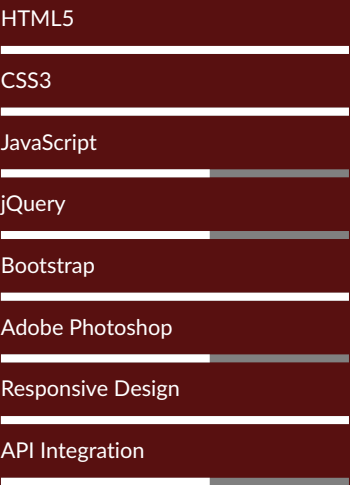 HTML5
CSS3
JavaScript
jQuery
Bootstrap
Adobe Photoshop
Responsive Design
API Integration